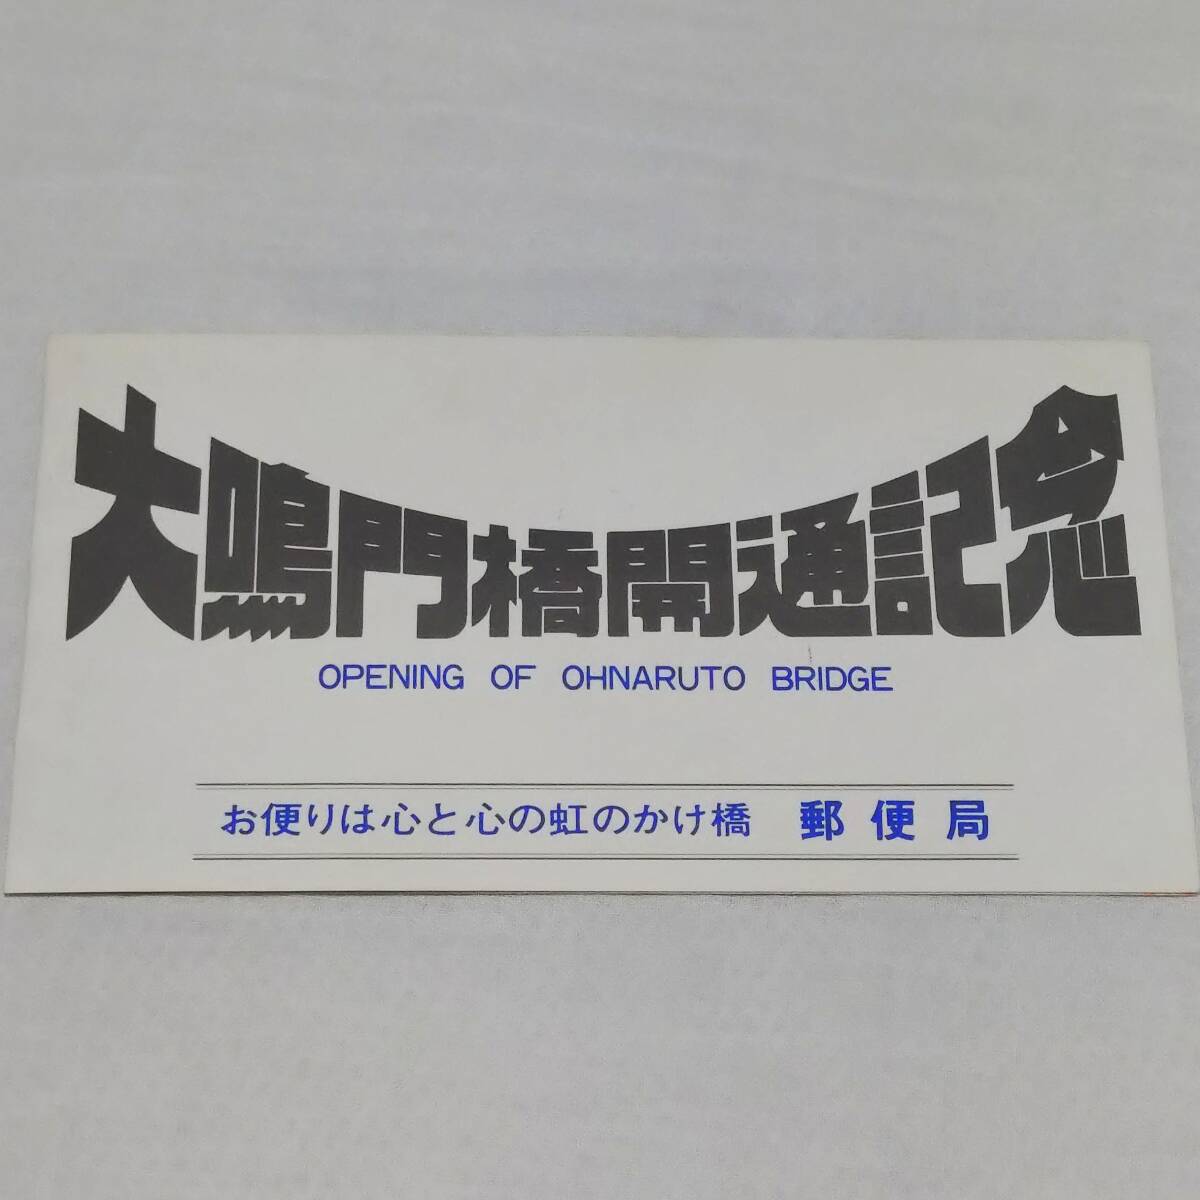 大鳴門橋開通記念
OPENING OF OHNARUTO BRIDGE
お便りは心と心の虹のかけ橋 郵便局